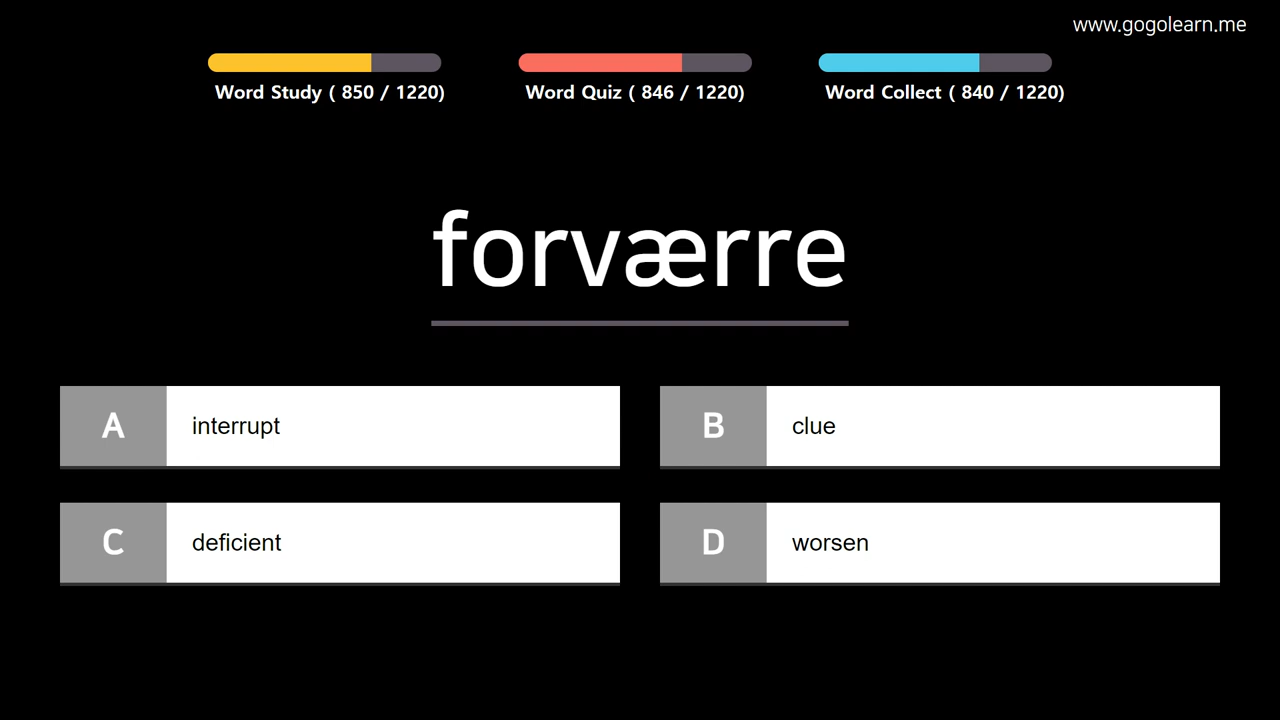 www.gogolearn.me
Word Study ( 850 / 1220)
Word Quiz ( 846 / 1220)
Word Collect ( 840 / 1220)
forværre
A interrupt
B clue
C deficient
D worsen